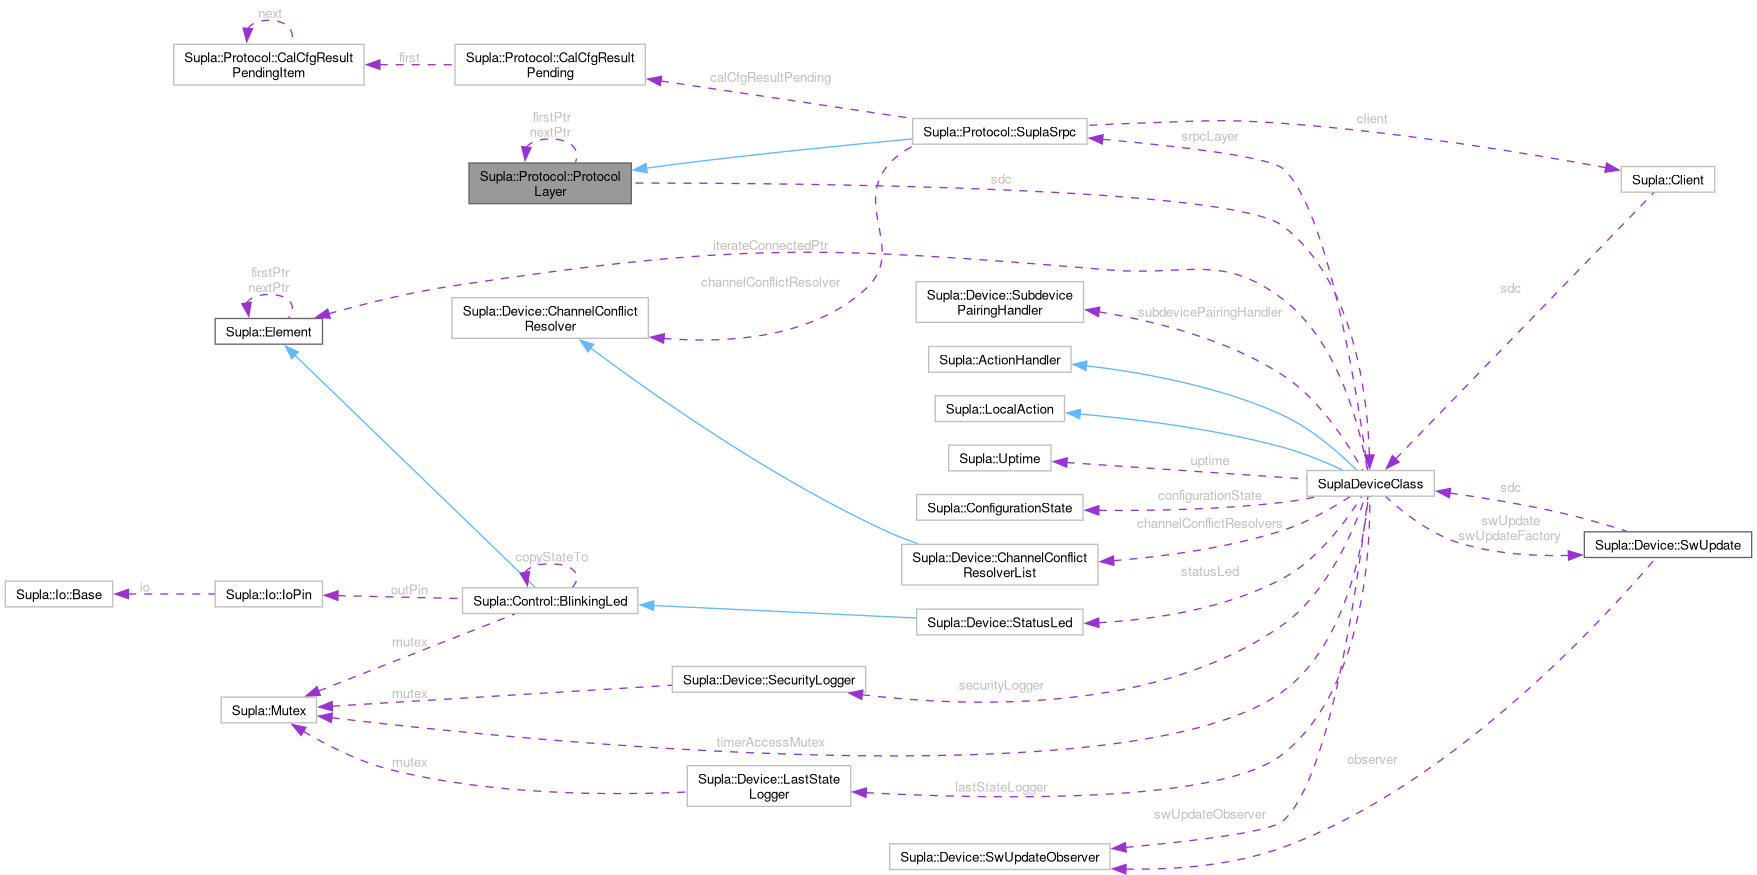 next
Supla::Protocol::CalCfgResult
PendingItem
first
Supla::Protocol::CalCfgResult
Pending
calCfgResultPending
firstPtr
nextPtr
Supla::Protocol::SuplaSrpc
client
srpcLayer
Supla::Protocol::Protocol
Layer
sdc
Supla::Client
iterateConnectedPtr
firstPtr
nextPtr
Supla::Element
channelConflictResolver
Supla::Device::ChannelConflict
Resolver
Supla::Device::Subdevice
PairingHandler
subdevicePairingHandler
sdc
Supla::ActionHandler
Supla::LocalAction
Supla::Uptime
uptime
SuplaDeviceClass
sdc
configurationState
Supla::ConfigurationState
channelConflictResolvers
swUpdate
swUpdateFactory
Supla::Device::SwUpdate
Supla::Device::ChannelConflict
ResolverList
copyStateTo
statusLed
Supla::Io::Base
io
Supla::Io::IoPin
outPin
Supla::Control::BlinkingLed
Supla::Device::StatusLed
mutex
Supla::Device::SecurityLogger
securityLogger
mutex
Supla::Mutex
timerAccessMutex
mutex
Supla::Device::LastState
Logger
lastStateLogger
observer
swUpdateObserver
Supla::Device::SwUpdateObserver